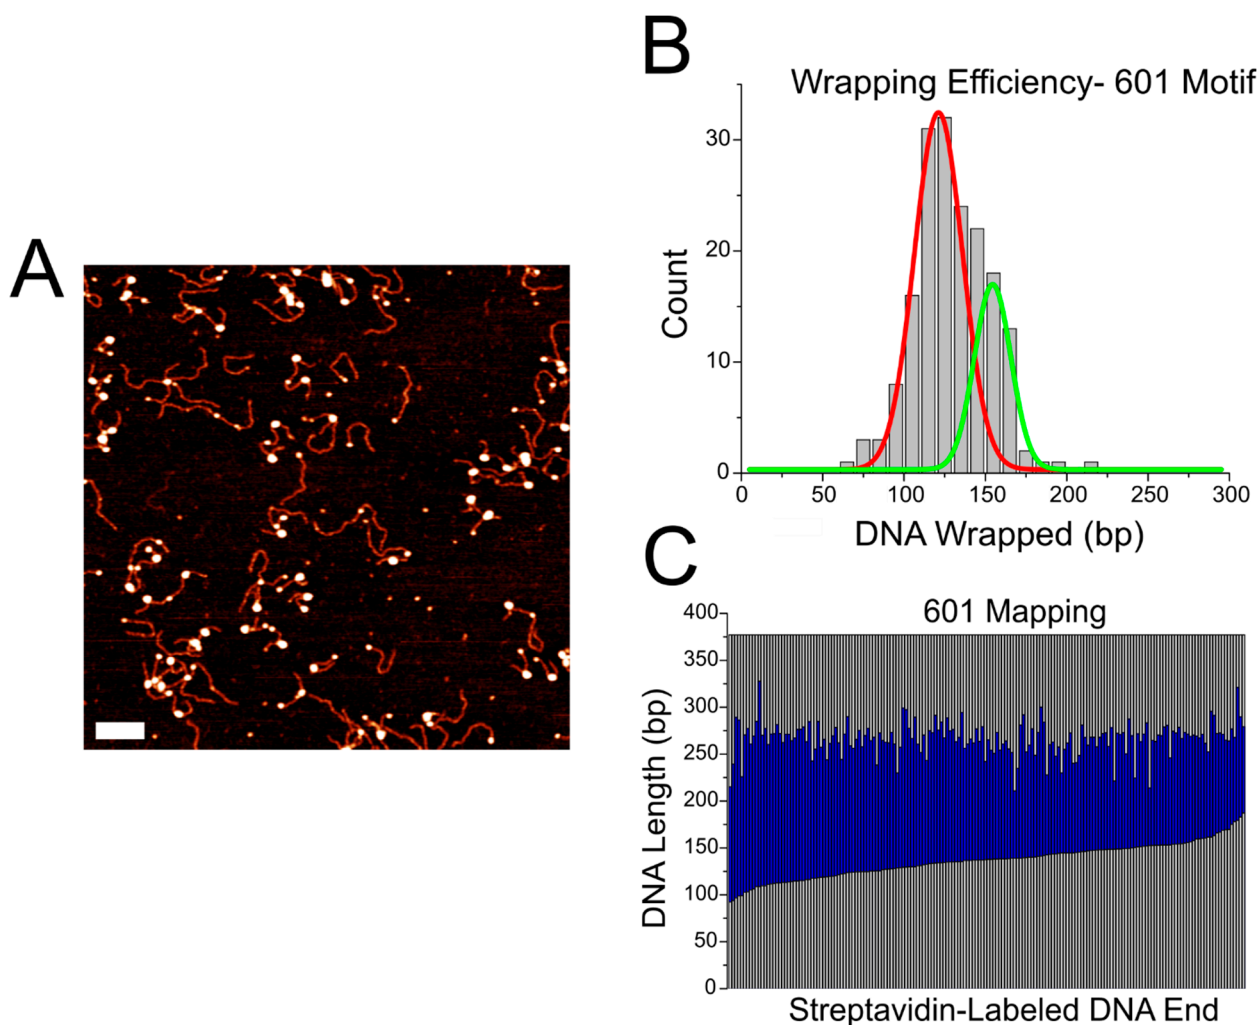 A
B
Wrapping Efficiency- 601 Motif
30
20
10
0
Count
0 50 100 150 200 250 300
DNA Wrapped (bp)
C
601 Mapping
400
350
300
250
200
150
100
50
0
DNA Length (bp)
Streptavidin-Labeled DNA End